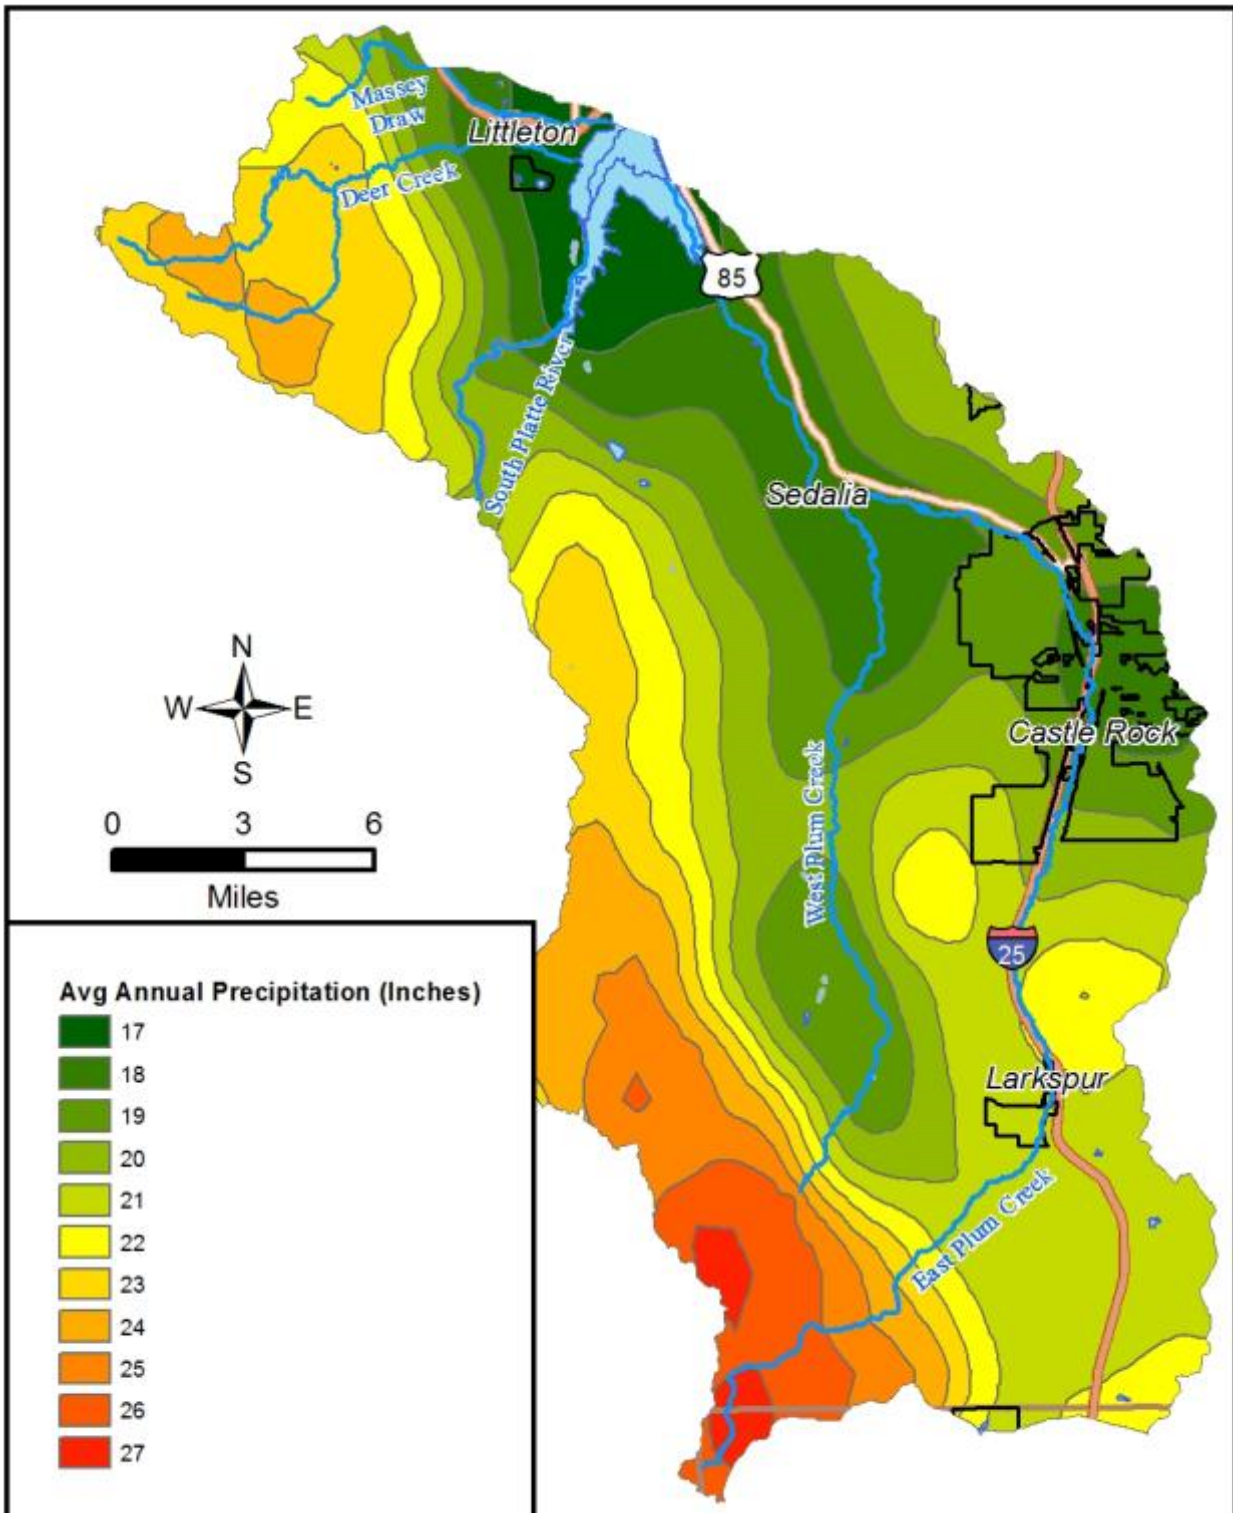 Massey
Draw
Littleton
Deer Creek
85
South Platte River
Sedalia
N
W
E
S
Castle Rock
West Plum Creek
0 3 6
Miles
25
Larkspur
East Plum Creek
Avg Annual Precipitation (Inches)
17
18
19
20
21
22
23
24
25
26
27